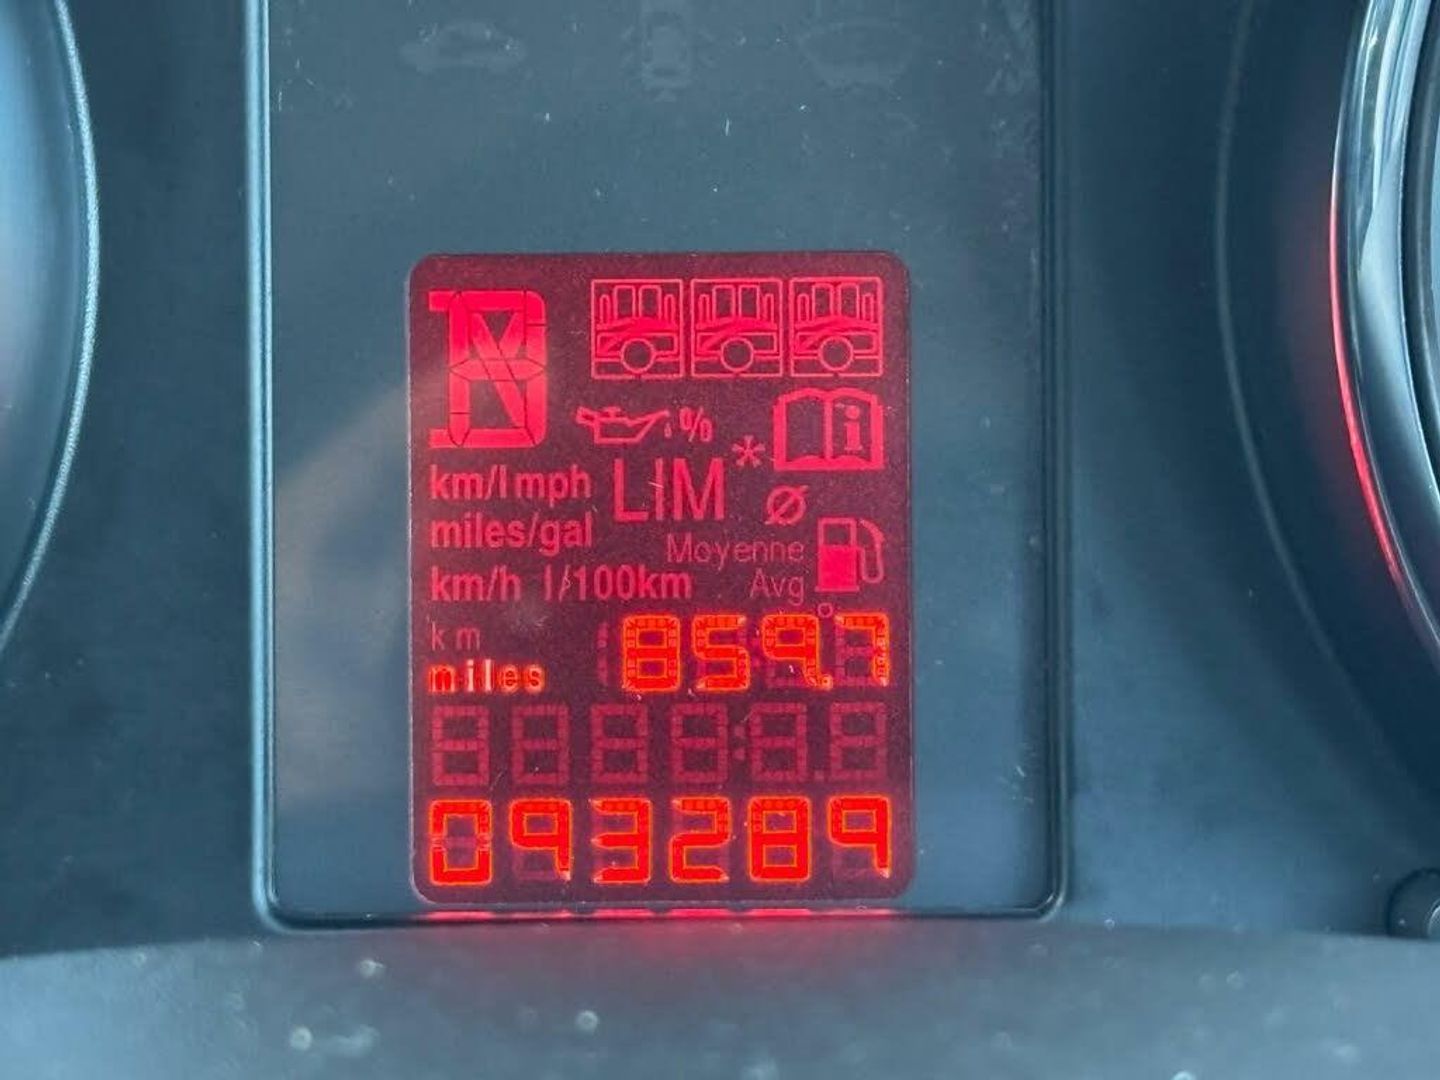 %
i
km/l mph LIM *
miles/gal Ø
Moyenne
km/h l/100km Avg
km
miles 859.7
093289